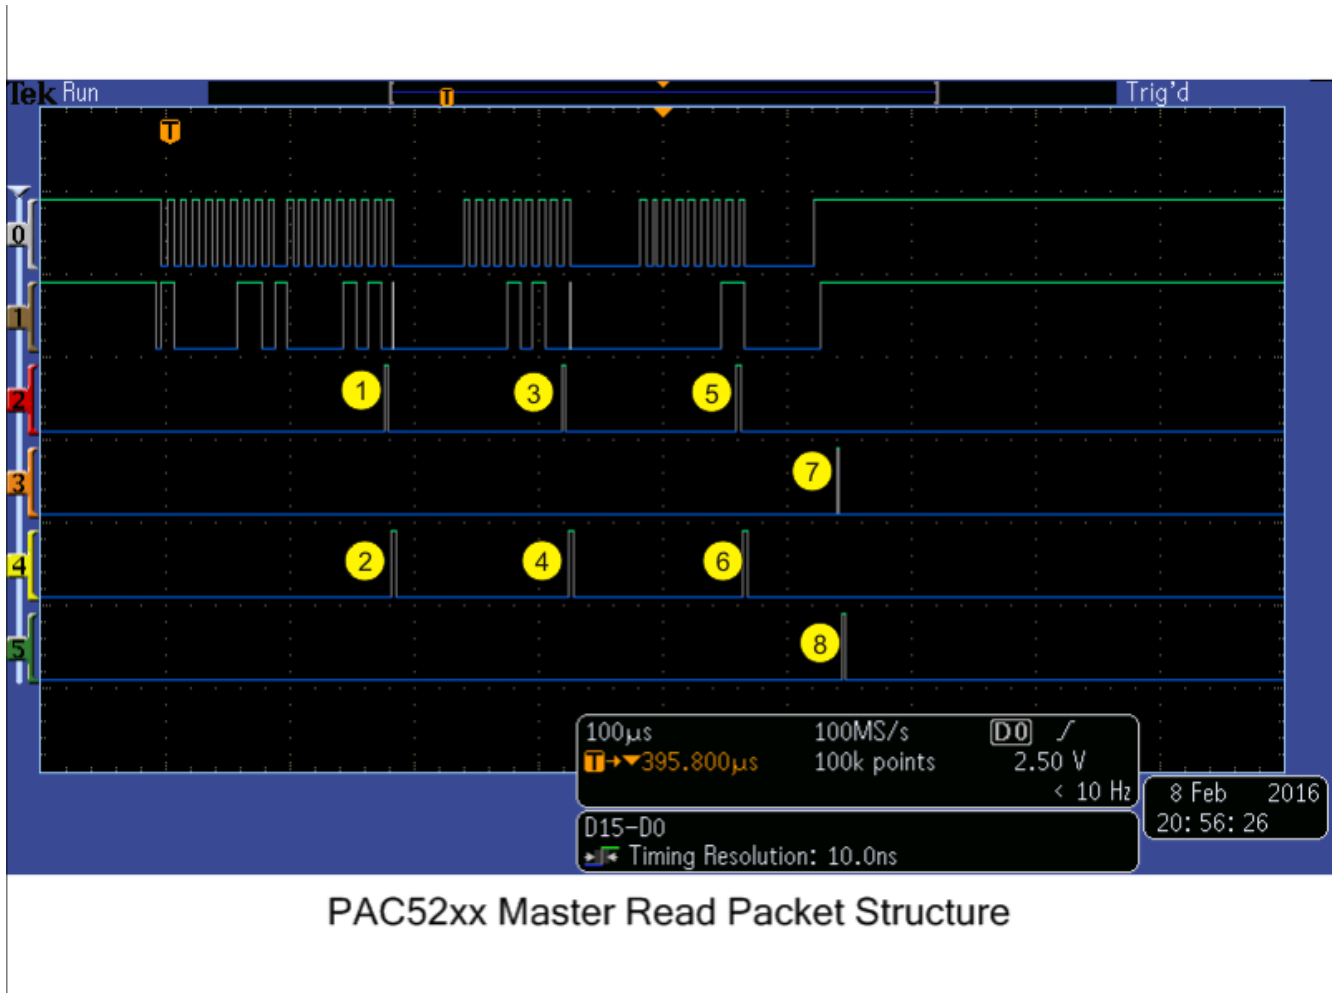 Tek Run
Trig'd
T
T
0
1
2
1
3
5
3
7
4
2
4
6
5
8
100µs 100MS/s D0
T→▼395.800µs 100k points 2.50 V
< 10 Hz
8 Feb 2016
20:56:26
D15-D0
Timing Resolution: 10.0ns
PAC52xx Master Read Packet Structure